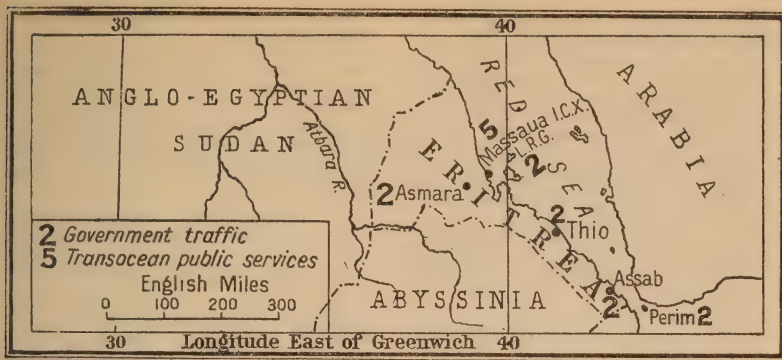 30
40
ANGLO-EGYPTIAN
SUDAN
Atbara R.
RED SEA
ARABIA
5
Massaua I.C.X.
L.R.G.
2
ERITREA
2 Asmara
2
Thio
Assab
2
Perim 2
ABYSSINIA
2 Government traffic
5 Transocean public services
English Miles
0 100 200 300
30
Longitude East of Greenwich
40